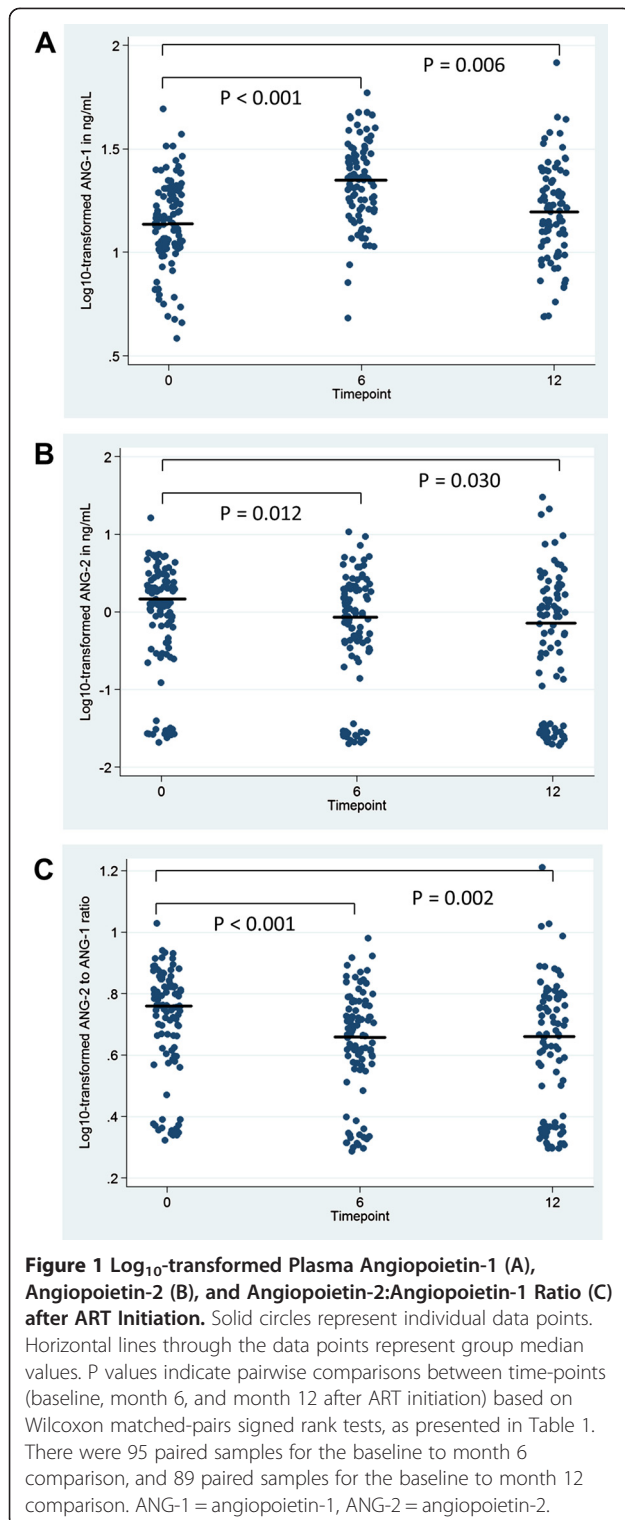 A
Log10-transformed ANG-1 in ng/mL
2
1.5
1
.5
P = 0.006
P < 0.001
0 6 12
Timepoint
B
Log10-transformed ANG-2 in ng/mL
2
1
0
-1
-2
P = 0.030
P = 0.012
0 6 12
Timepoint
C
Log10-transformed ANG-2 to ANG-1 ratio
1.2
1
.8
.6
.4
.2
P = 0.002
P < 0.001
0 6 12
Timepoint
Figure 1 Log10-transformed Plasma Angiopoietin-1 (A),
Angiopoietin-2 (B), and Angiopoietin-2:Angiopoietin-1 Ratio (C)
after ART Initiation. Solid circles represent individual data points.
Horizontal lines through the data points represent group median
values. P values indicate pairwise comparisons between time-points
(baseline, month 6, and month 12 after ART initiation) based on
Wilcoxon matched-pairs signed rank tests, as presented in Table 1.
There were 95 paired samples for the baseline to month 6
comparison, and 89 paired samples for the baseline to month 12
comparison. ANG-1 = angiopoietin-1, ANG-2 = angiopoietin-2.